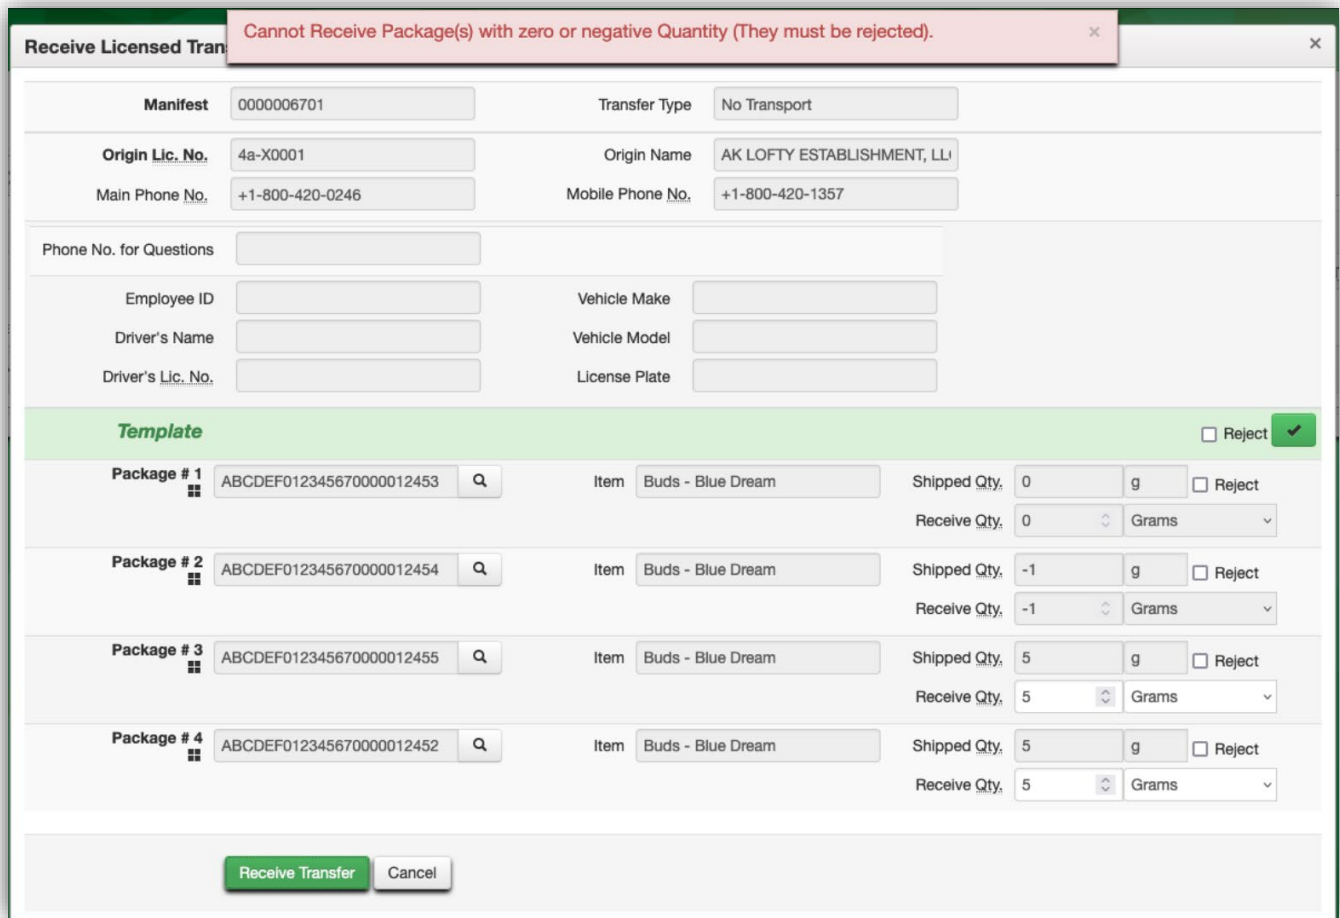 Cannot Receive Package(s) with zero or negative Quantity (They must be rejected). ×
Receive Licensed Tran ×
Manifest 0000006701 Transfer Type No Transport
Origin Lic. No. 4a-X0001 Origin Name AK LOFTY ESTABLISHMENT, LL
Main Phone No. +1-800-420-0246 Mobile Phone No. +1-800-420-1357
Phone No. for Questions
Employee ID Vehicle Make
Driver's Name Vehicle Model
Driver's Lic. No. License Plate
Template Reject
Package # 1 ABCDEF012345670000012453 Item Buds - Blue Dream Shipped Qty. 0 g Reject
Receive Qty. 0 Grams
Package # 2 ABCDEF012345670000012454 Item Buds - Blue Dream Shipped Qty. -1 g Reject
Receive Qty. -1 Grams
Package # 3 ABCDEF012345670000012455 Item Buds - Blue Dream Shipped Qty. 5 g Reject
Receive Qty. 5 Grams
Package # 4 ABCDEF012345670000012452 Item Buds - Blue Dream Shipped Qty. 5 g Reject
Receive Qty. 5 Grams
Receive Transfer Cancel